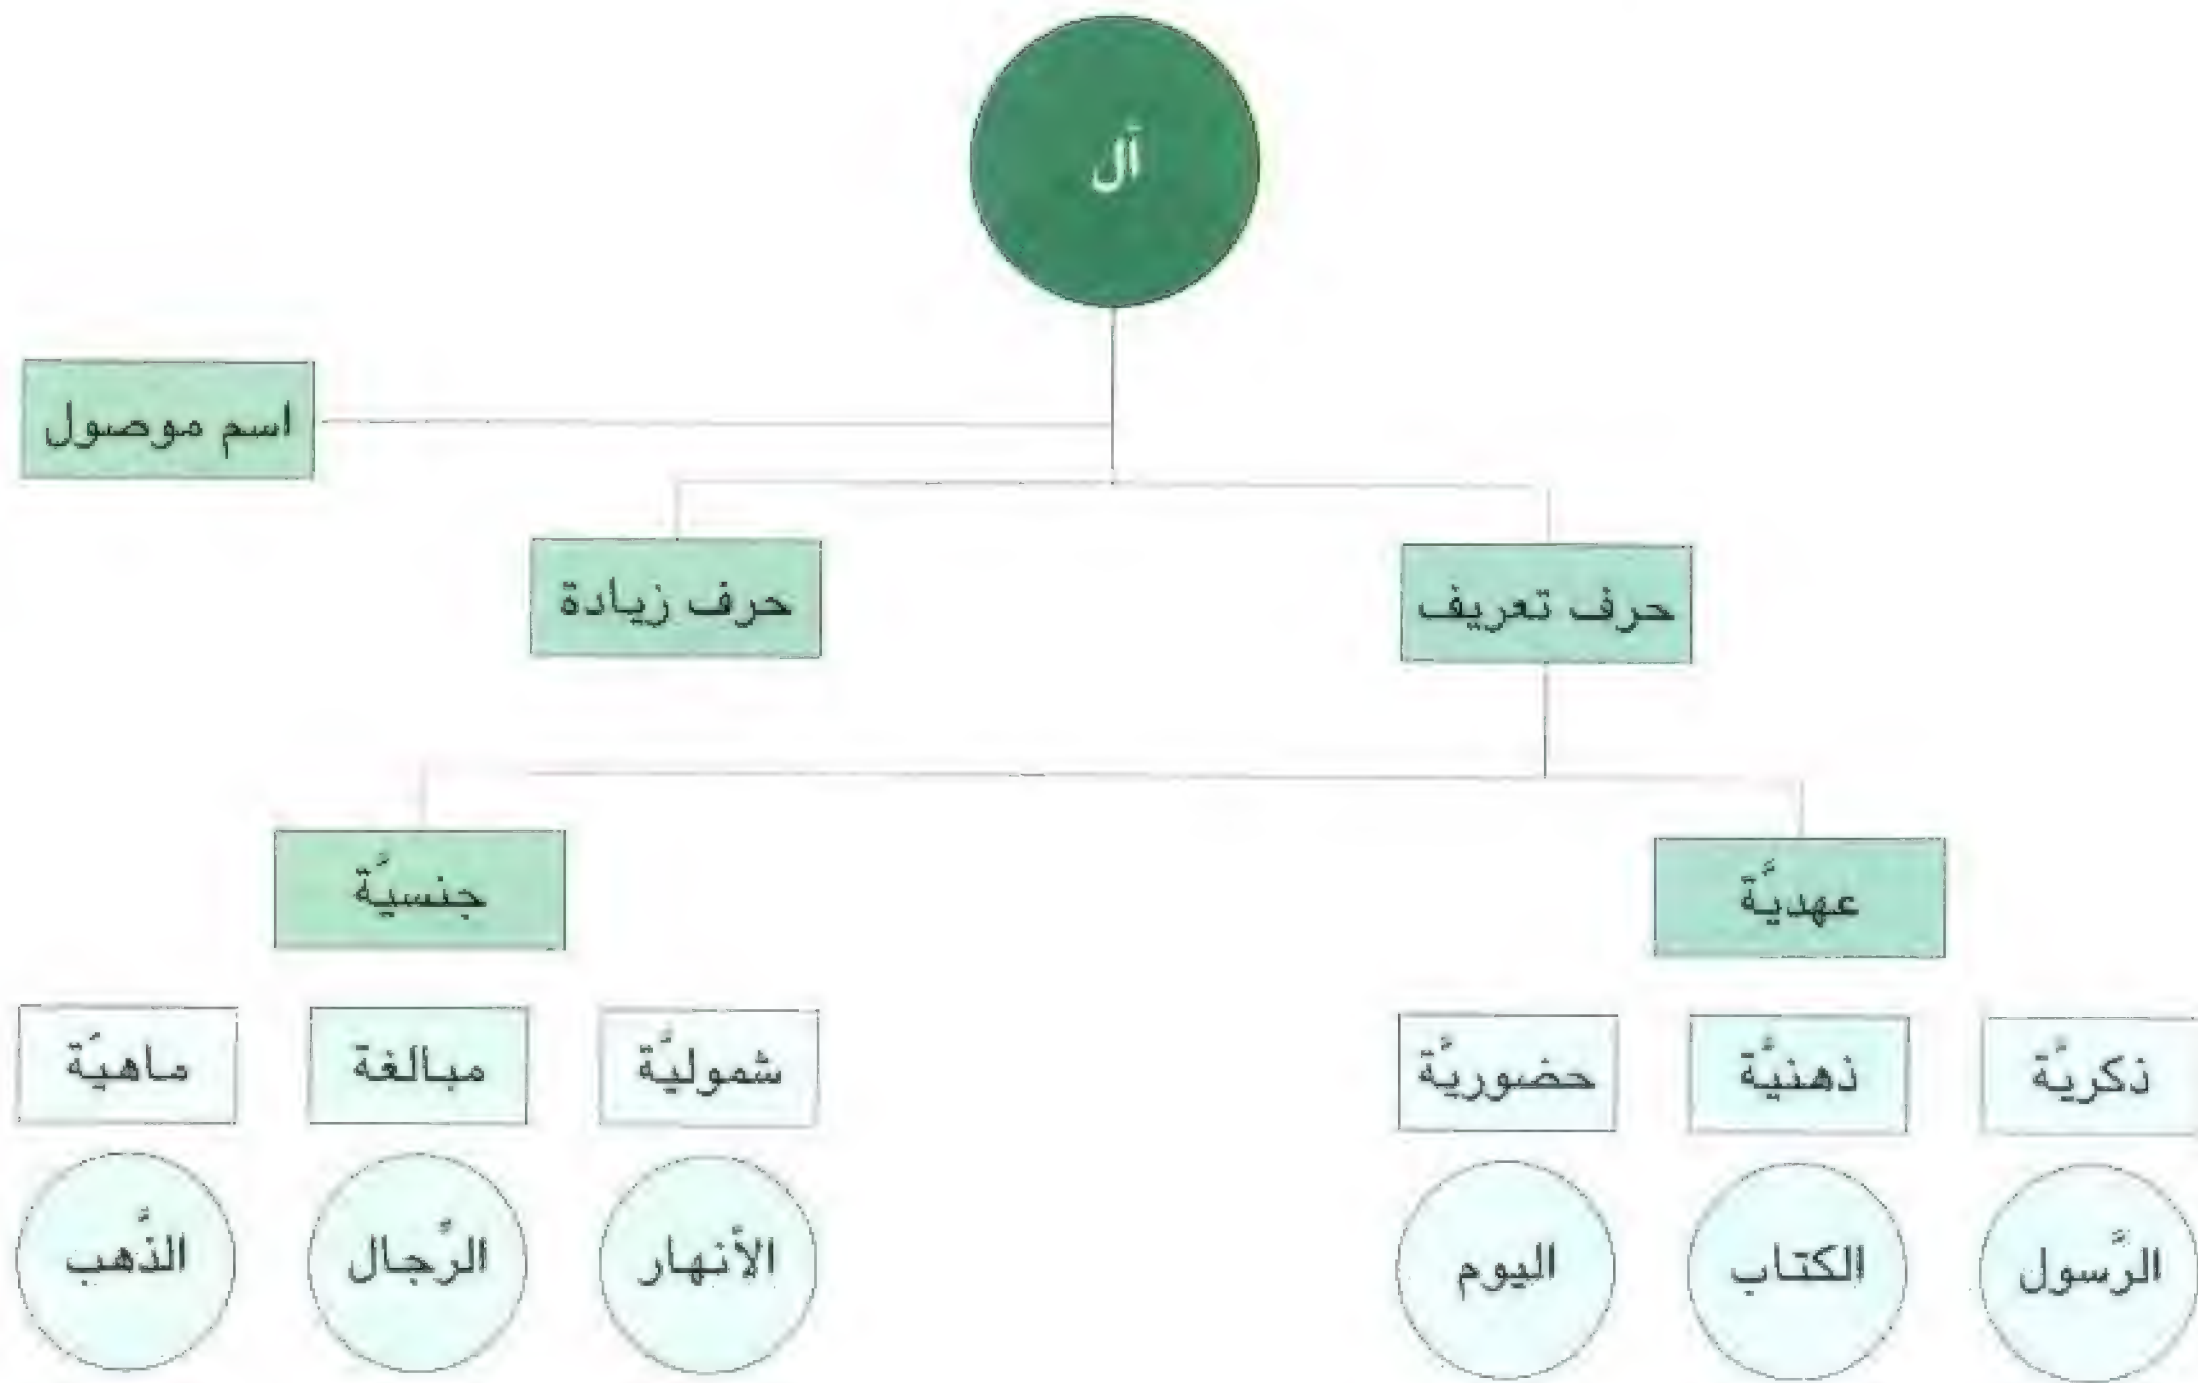 أل
اسم موصول
حرف تعريف
حرف زيادة
عهديَّة
جنسيَّة
ذكريَّة
ذهنيَّة
حضوريَّة
شموليَّة
مبالغة
ماهيَّة
الرَّسول
الكتاب
اليوم
الأنهار
الرَّجال
الذَّهب